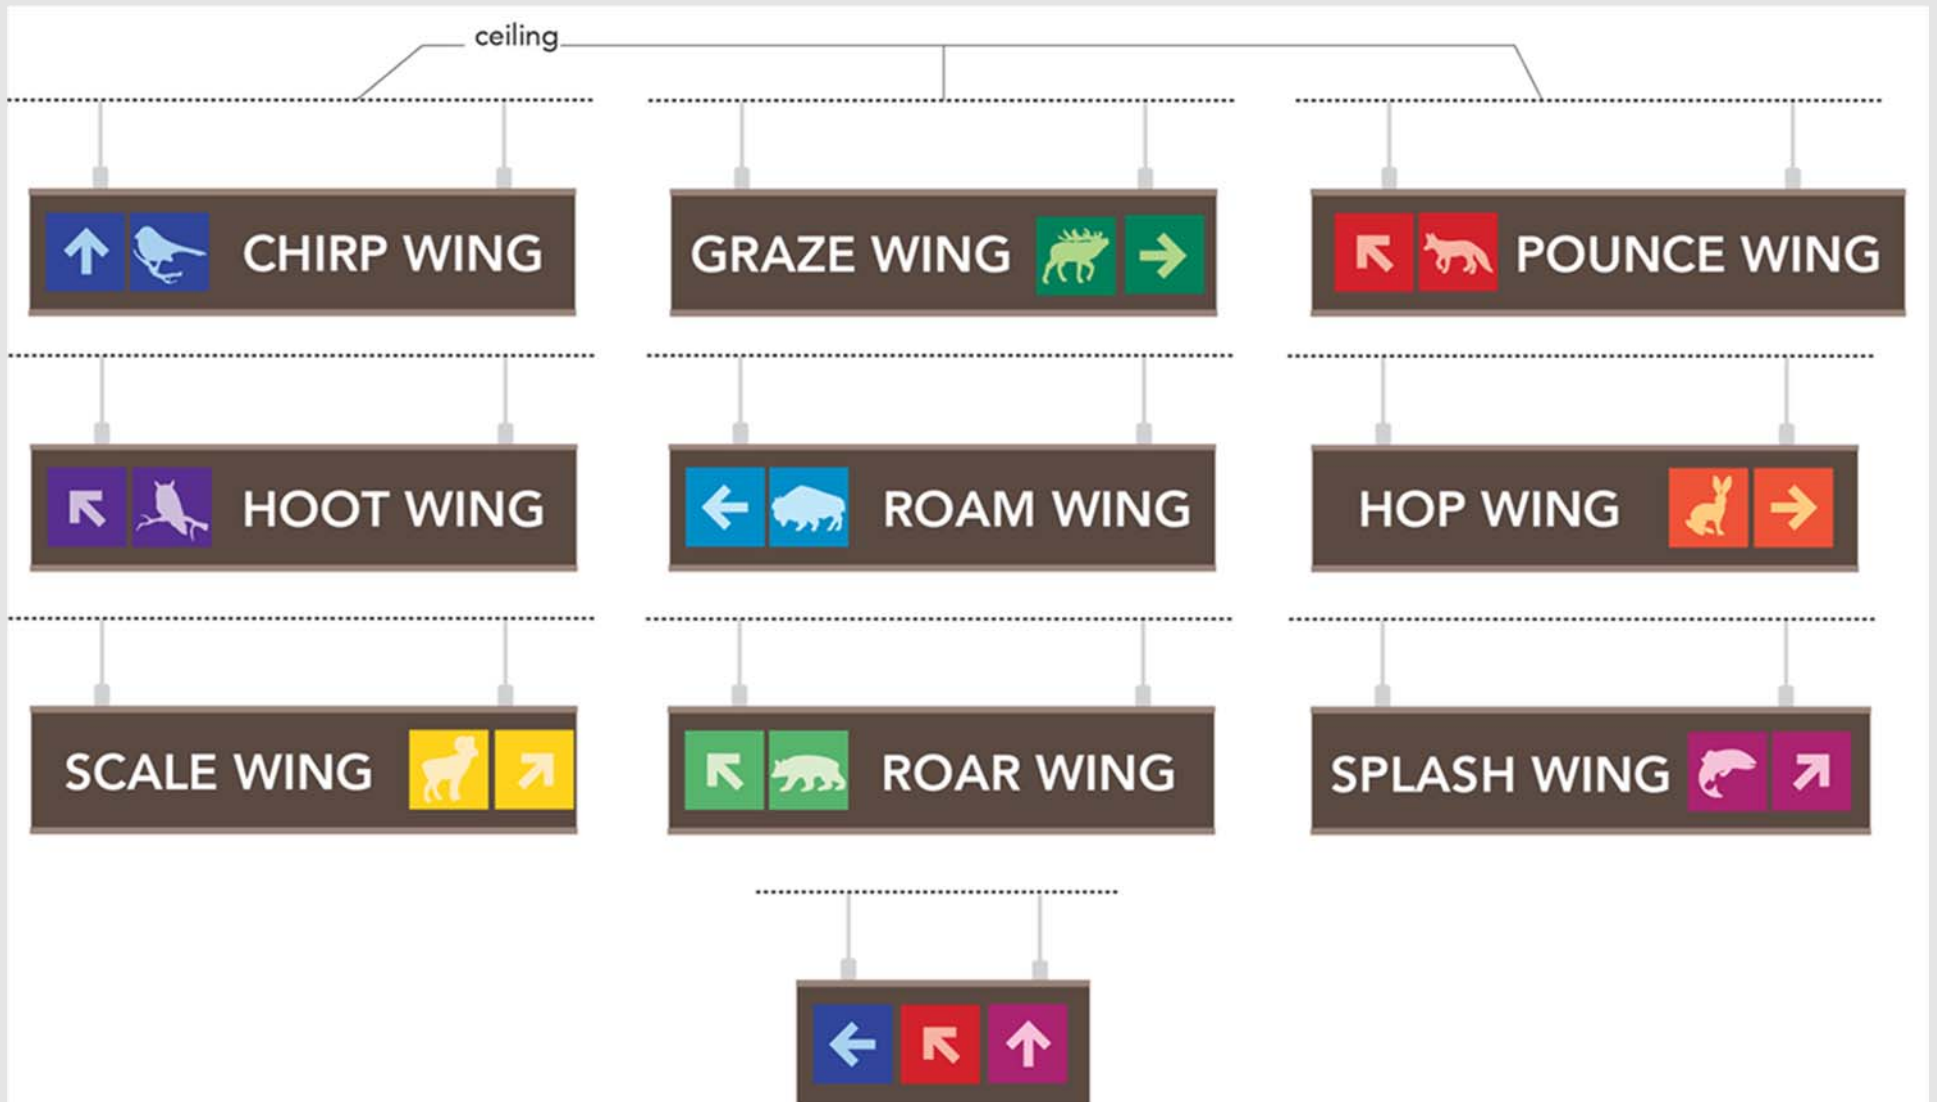 ceiling
CHIRP WING
GRAZE WING
POUNCE WING
HOOT WING
ROAM WING
HOP WING
SCALE WING
ROAR WING
SPLASH WING